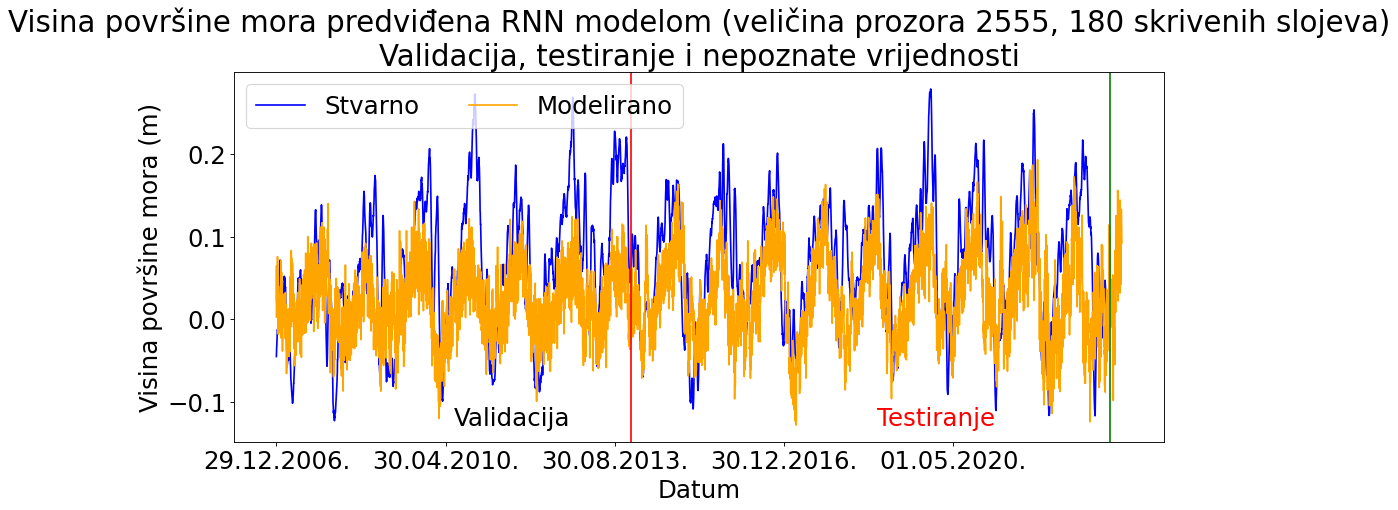 Visina površine mora predviđena RNN modelom (veličina prozora 2555, 180 skrivenih slojeva)
Validacija, testiranje i nepoznate vrijednosti
Stvarno
Modelirano
Visina površine mora (m)
0.2
0.1
0.0
−0.1
Validacija
Testiranje
29.12.2006.
30.04.2010.
30.08.2013.
30.12.2016.
01.05.2020.
Datum